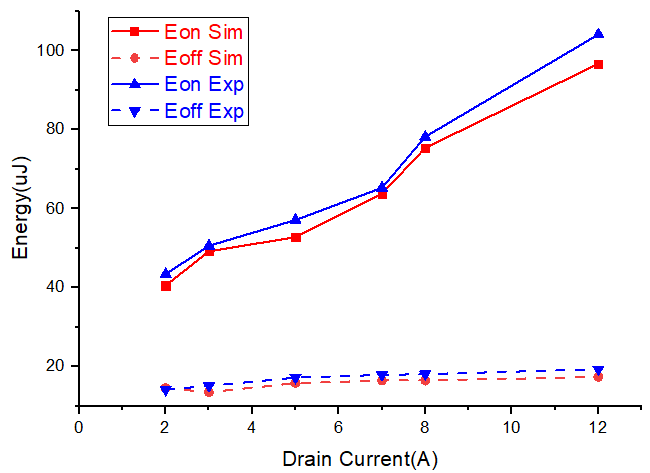 Eon Sim
Eoff Sim
Eon Exp
Eoff Exp
100
80
60
40
20
Energy(uJ)
0 2 4 6 8 10 12
Drain Current(A)